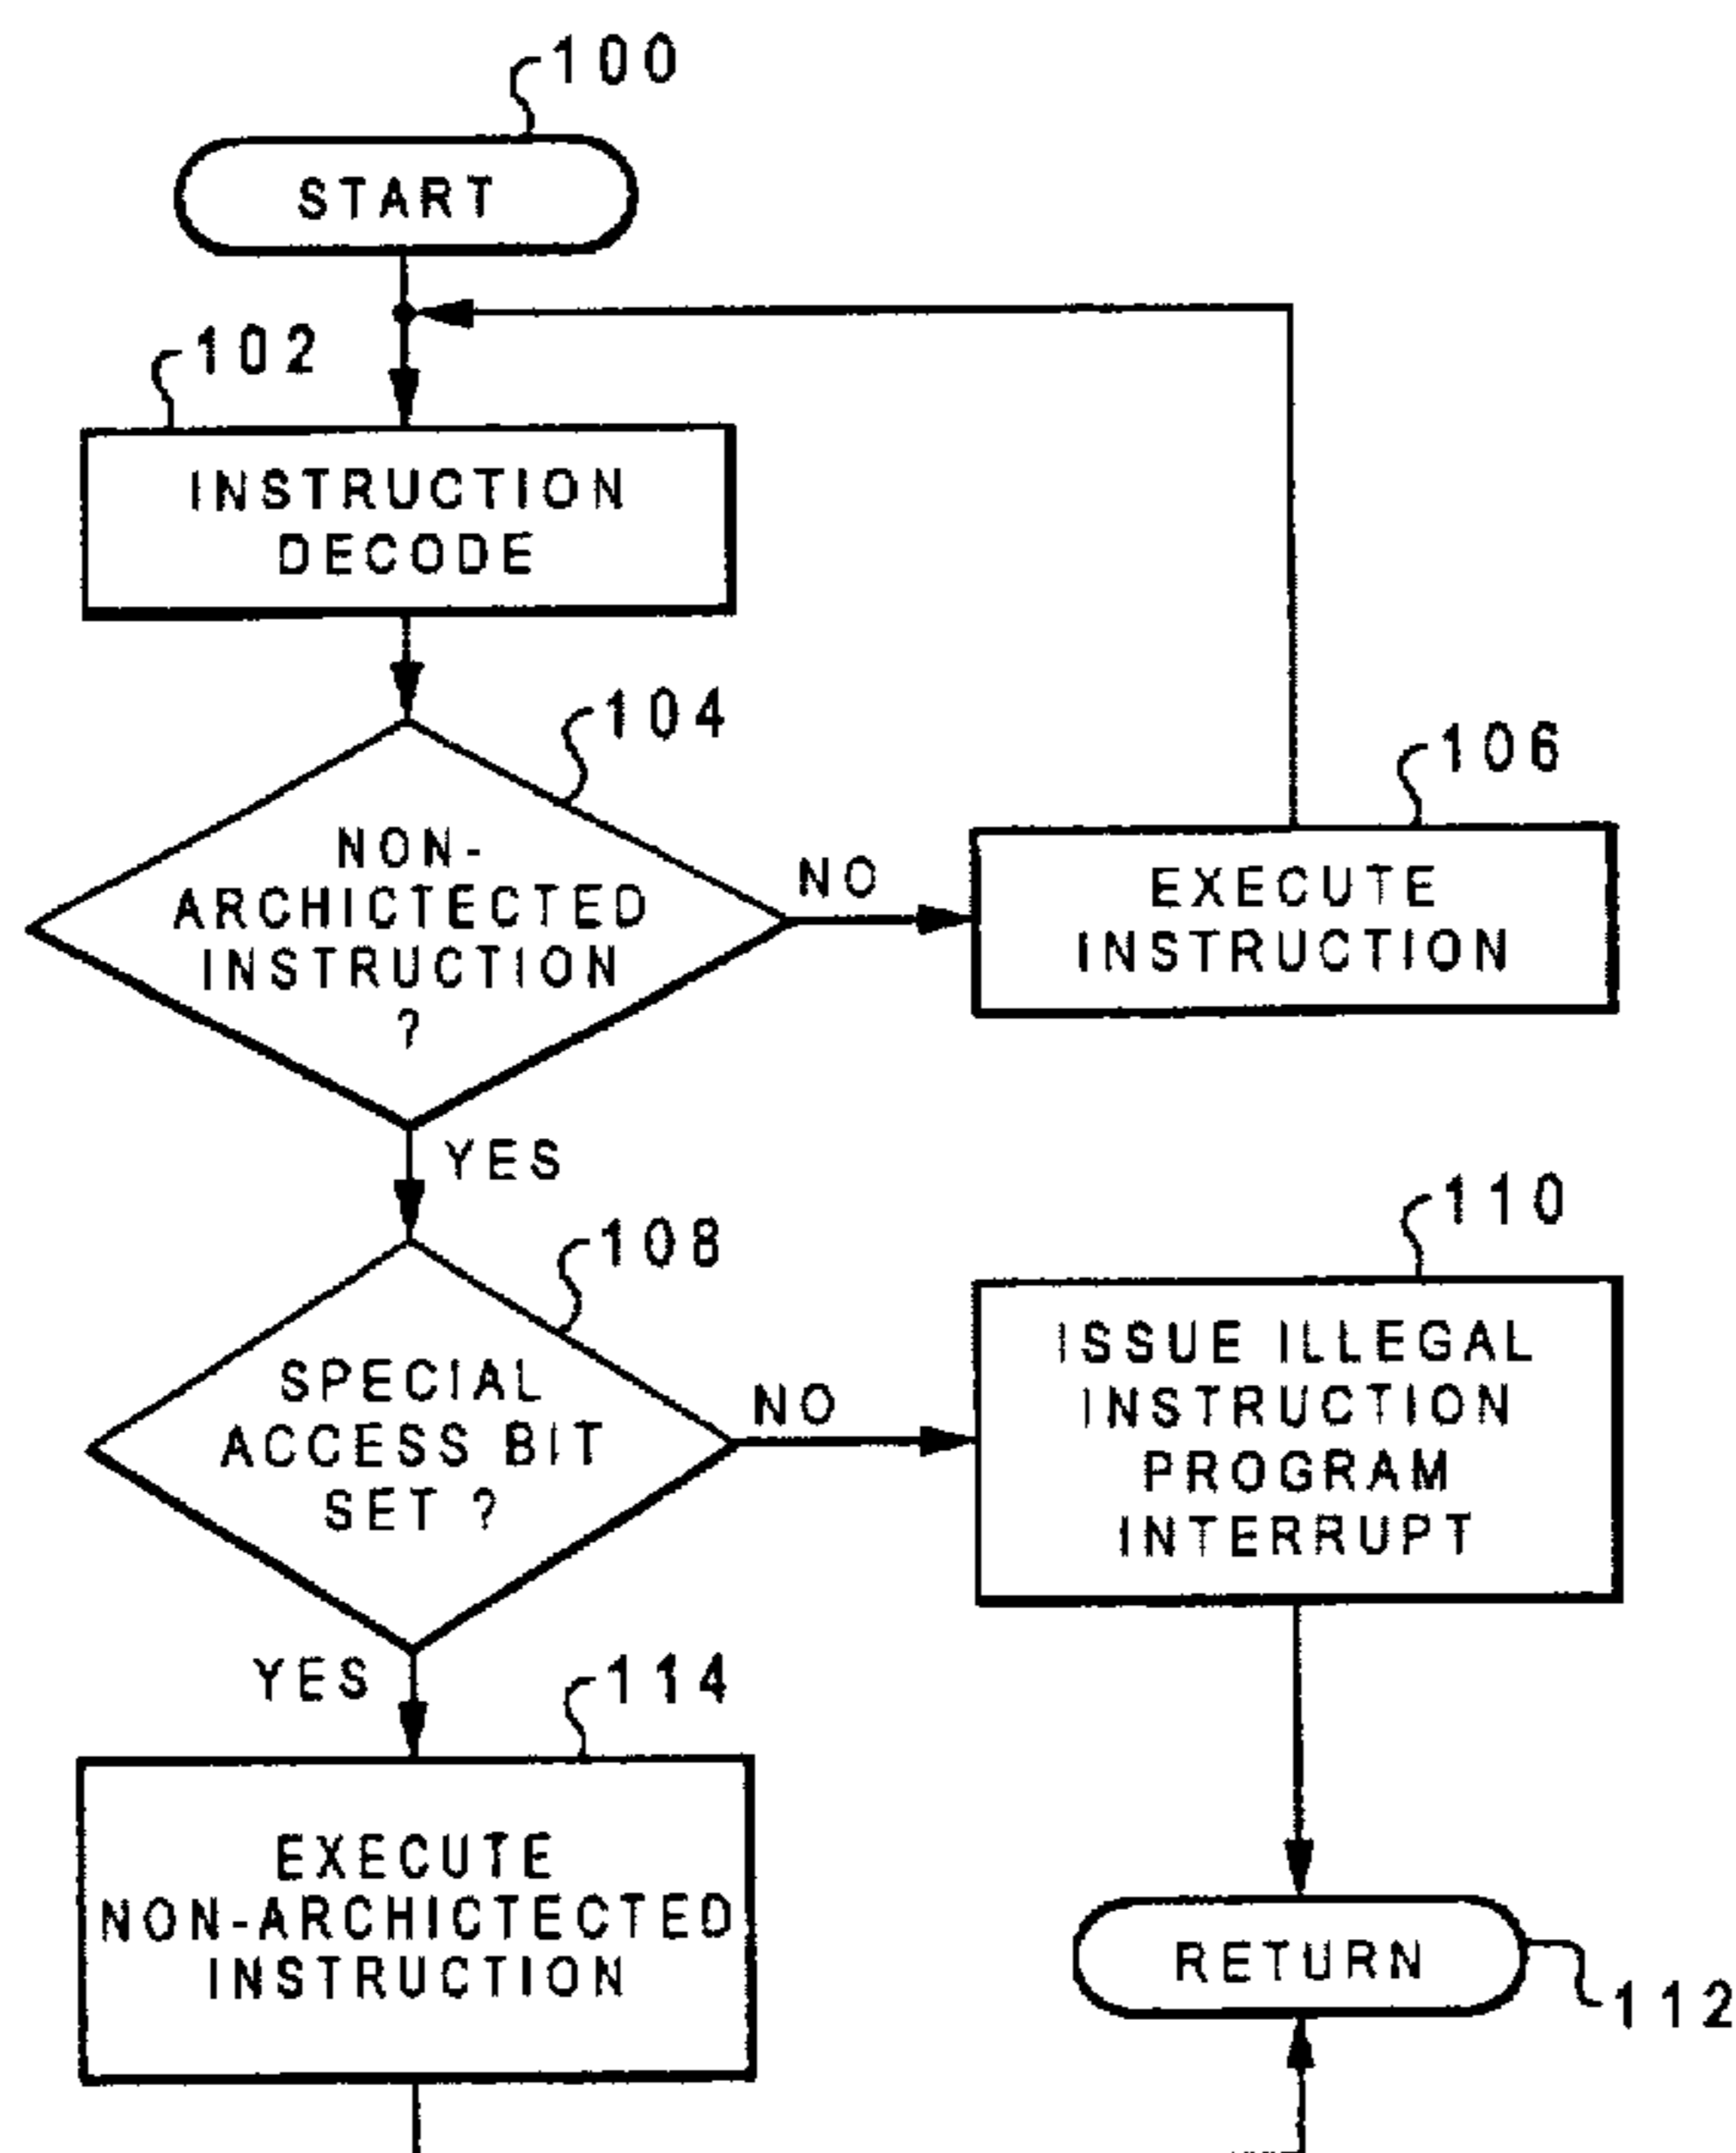 100
START
102
INSTRUCTION
DECODE
104
NON-
ARCHICTECTED
INSTRUCTION
?
NO
106
EXECUTE
INSTRUCTION
YES
108
SPECIAL
ACCESS BIT
SET ?
NO
110
ISSUE ILLEGAL
INSTRUCTION
PROGRAM
INTERRUPT
YES
114
EXECUTE
NON-ARCHICTECTED
INSTRUCTION
RETURN
112